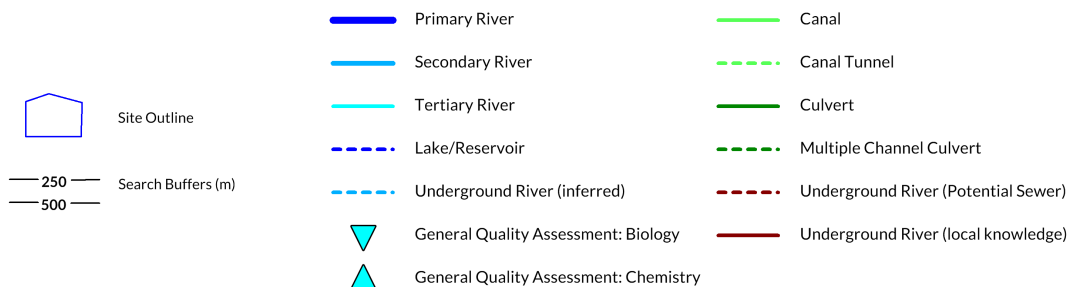 Site Outline
250
500
Search Buffers (m)
Primary River
Secondary River
Tertiary River
Lake/Reservoir
Underground River (inferred)
General Quality Assessment: Biology
General Quality Assessment: Chemistry
Canal
Canal Tunnel
Culvert
Multiple Channel Culvert
Underground River (Potential Sewer)
Underground River (local knowledge)